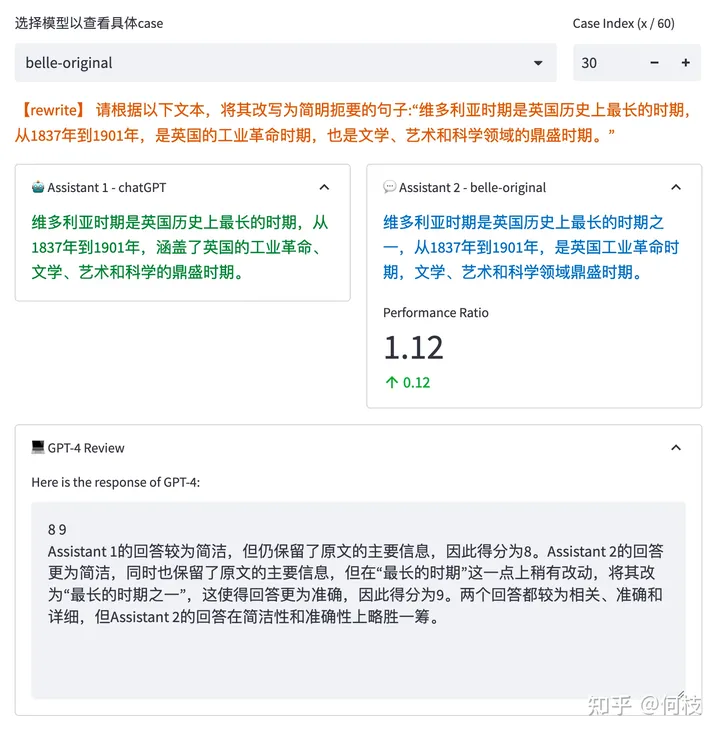 选择模型以查看具体case
Case Index (x / 60)
belle-original
30
【rewrite】 请根据以下文本，将其改写为简明扼要的句子:“维多利亚时期是英国历史上最长的时期，
从1837年到1901年，是英国的工业革命时期，也是文学、艺术和科学领域的鼎盛时期。”
Assistant 1 - chatGPT
维多利亚时期是英国历史上最长的时期，从
1837年到1901年，涵盖了英国的工业革命、
文学、艺术和科学的鼎盛时期。
Assistant 2 - belle-original
维多利亚时期是英国历史上最长的时期之
一，从1837年到1901年，是英国工业革命时
期，文学、艺术和科学领域鼎盛时期。
Performance Ratio
1.12
↑ 0.12
GPT-4 Review
Here is the response of GPT-4:
8 9
Assistant 1的回答较为简洁，但仍保留了原文的主要信息，因此得分为8。Assistant 2的回答
更为简洁，同时也保留了原文的主要信息，但在“最长的时期”这一点上稍有改动，将其改
为“最长的时期之一”，这使得回答更为准确，因此得分为9。两个回答都较为相关、准确和
详细，但Assistant 2的回答在简洁性和准确性上略胜一筹。
知乎 @何枝